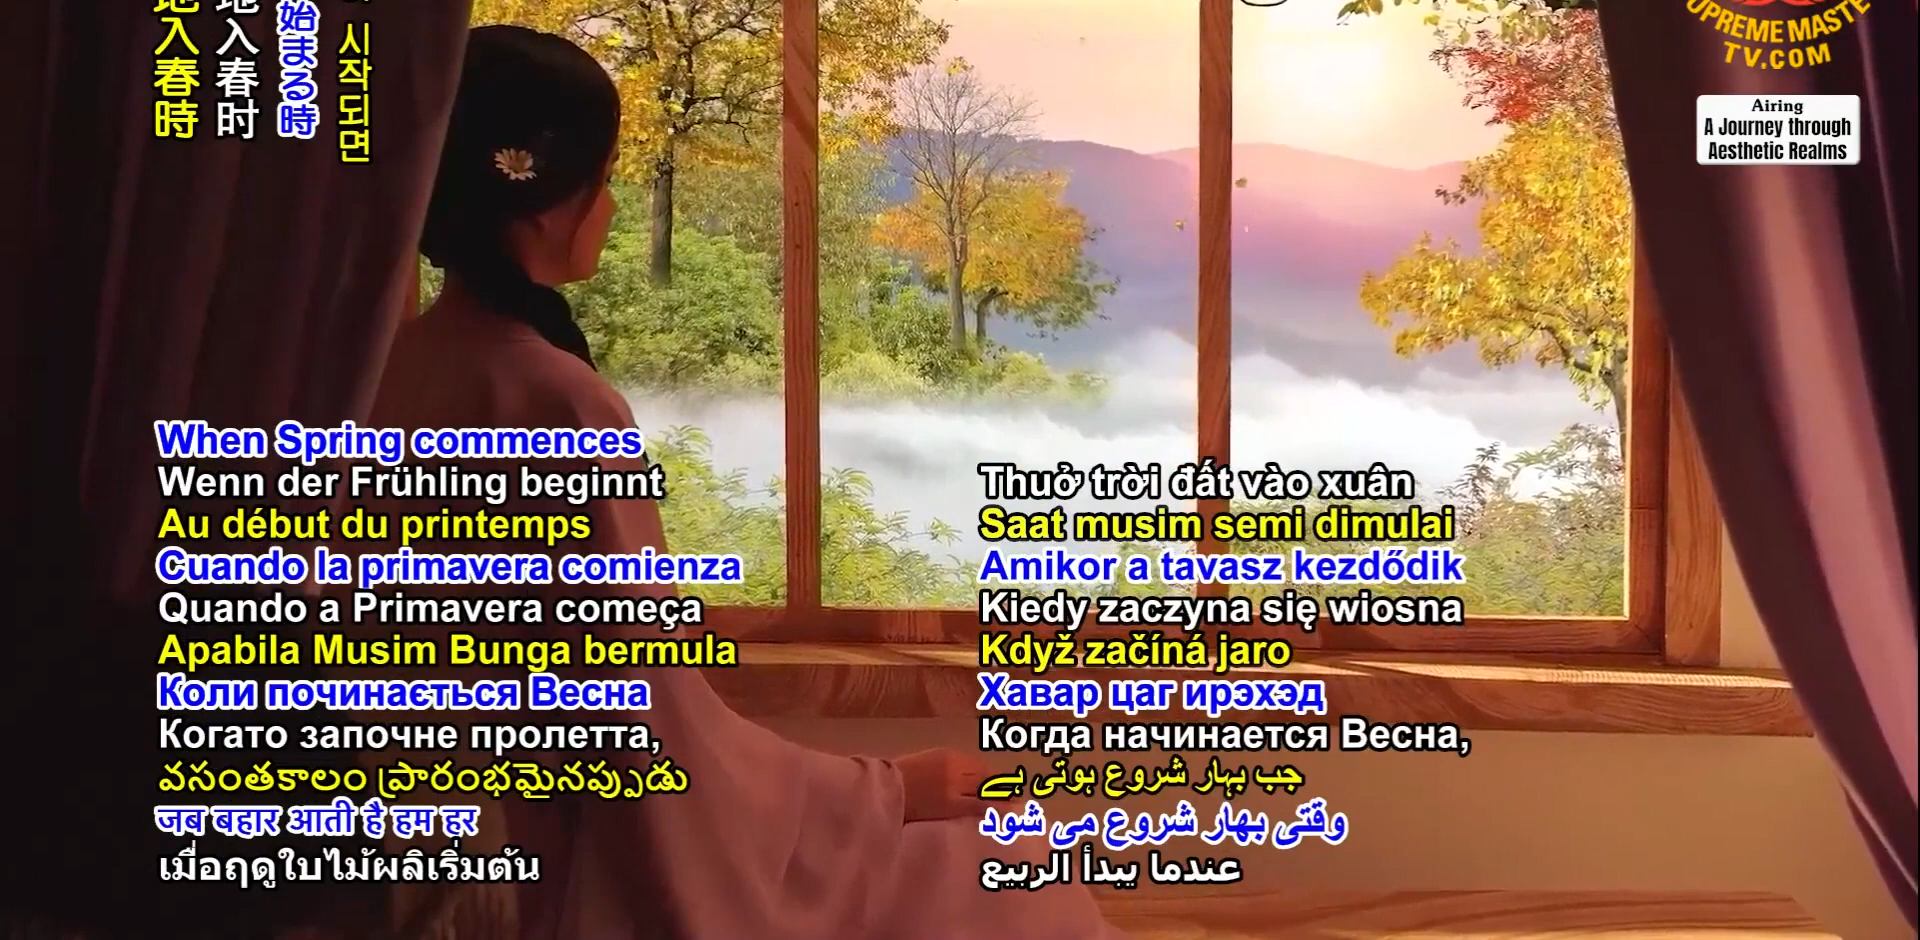 地入春時
地入春时
始まる時
시작되면
SUPREME MASTER
TV.COM
Airing
A Journey through
Aesthetic Realms
When Spring commences
Wenn der Frühling beginnt
Au début du printemps
Cuando la primavera comienza
Quando a Primavera começa
Apabila Musim Bunga bermula
Коли починається Весна
Когато започне пролетта,
వసంతకాలం ప్రారంభమైనప్పుడు
जब बहार आती है हम हर
เมื่อฤดูใบไม้ผลิเริ่มต้น
Thuở trời đất vào xuân
Saat musim semi dimulai
Amikor a tavasz kezdődik
Kiedy zaczyna się wiosna
Když začíná jaro
Хавар цаг ирэхэд
Когда начинается Весна,
جب بہار شروع ہوتی ہے
وقتی بهار شروع می شود
عندما يبدأ الربيع